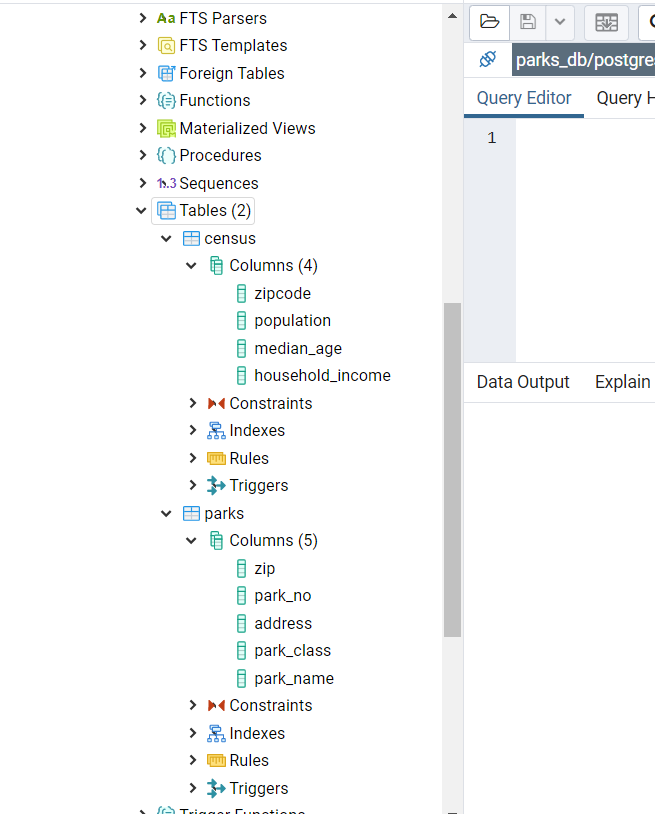 Aa FTS Parsers
FTS Templates
Foreign Tables
Functions
Materialized Views
Procedures
1.3 Sequences
Tables (2)
census
Columns (4)
zipcode
population
median_age
household_income
Constraints
Indexes
Rules
Triggers
parks
Columns (5)
zip
park_no
address
park_class
park_name
Constraints
Indexes
Rules
Triggers
Trigger Functions
parks_db/postgre
Query Editor Query H
1
Data Output Explain